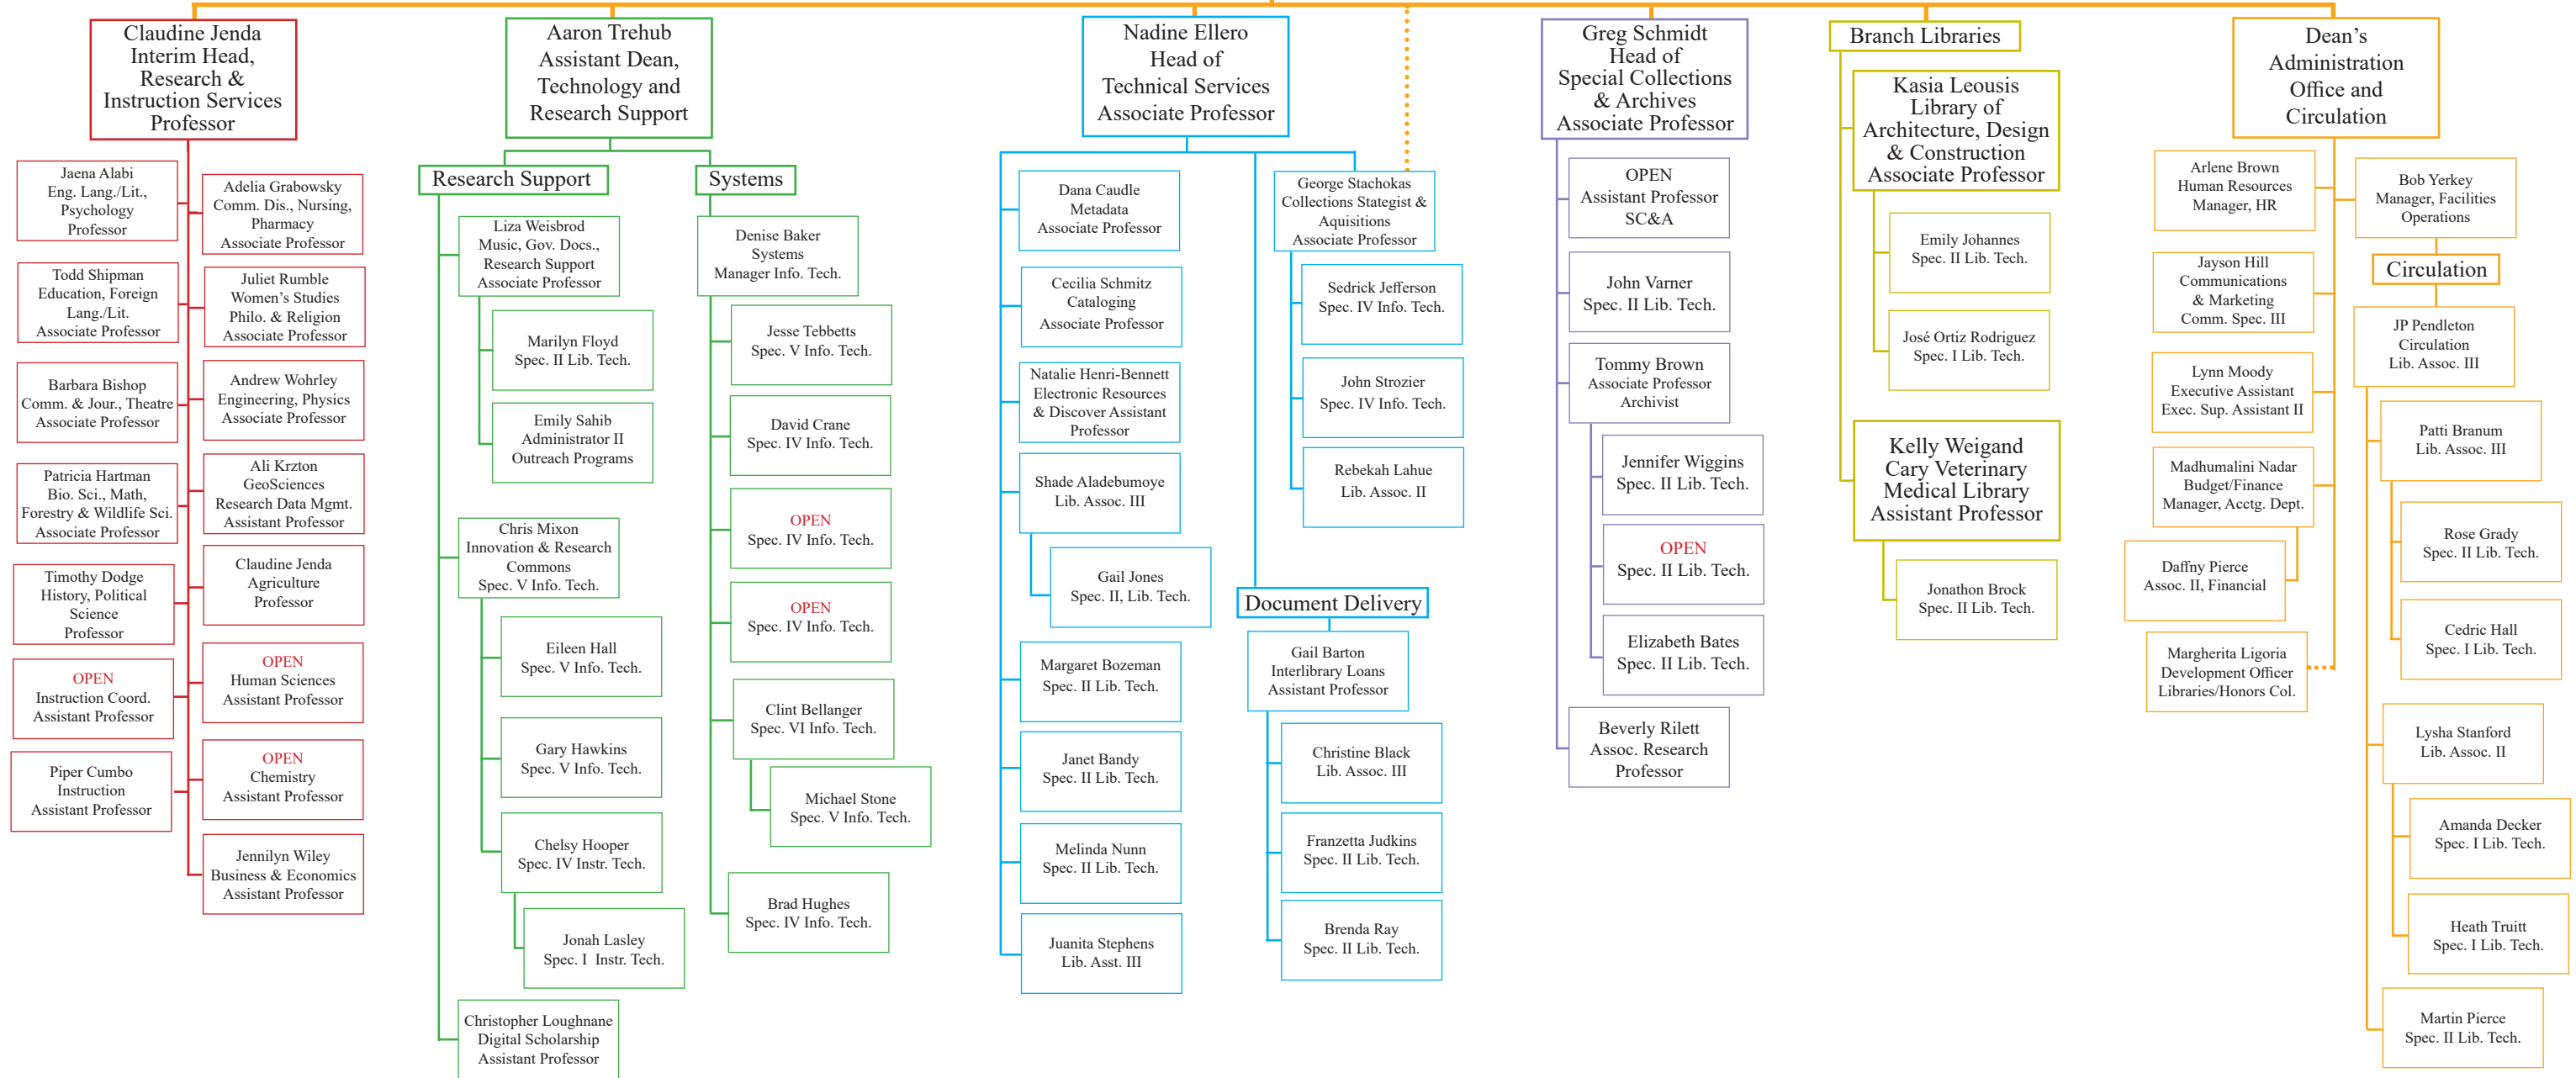 Claudine Jenda
Interim Head,
Research &
Instruction Services
Professor
Jaena Alabi
Eng. Lang./Lit.,
Psychology
Professor
Adelia Grabowsky
Comm. Dis., Nursing,
Pharmacy
Associate Professor
Todd Shipman
Education, Foreign
Lang./Lit.
Associate Professor
Juliet Rumble
Women's Studies
Philo. & Religion
Associate Professor
Barbara Bishop
Comm. & Jour., Theatre
Associate Professor
Andrew Wohrley
Engineering, Physics
Associate Professor
Patricia Hartman
Bio. Sci., Math,
Forestry & Wildlife Sci.
Associate Professor
Ali Krzton
GeoSciences
Research Data Mgmt.
Assistant Professor
Timothy Dodge
History, Political
Science
Professor
Claudine Jenda
Agriculture
Professor
OPEN
Instruction Coord.
Assistant Professor
OPEN
Human Sciences
Assistant Professor
Piper Cumbo
Instruction
Assistant Professor
OPEN
Chemistry
Assistant Professor
Jennilyn Wiley
Business & Economics
Assistant Professor
Aaron Trehub
Assistant Dean,
Technology and
Research Support
Research Support
Liza Weisbrod
Music, Gov. Docs.,
Research Support
Associate Professor
Marilyn Floyd
Spec. II Lib. Tech.
Emily Sahib
Administrator II
Outreach Programs
Chris Mixon
Innovation & Research
Commons
Spec. V Info. Tech.
Eileen Hall
Spec. V Info. Tech.
Gary Hawkins
Spec. V Info. Tech.
Chelsy Hooper
Spec. IV Instr. Tech.
Jonah Lasley
Spec. I Instr. Tech.
Christopher Loughnane
Digital Scholarship
Assistant Professor
Systems
Denise Baker
Systems
Manager Info. Tech.
Jesse Tebbetts
Spec. V Info. Tech.
David Crane
Spec. IV Info. Tech.
OPEN
Spec. IV Info. Tech.
OPEN
Spec. IV Info. Tech.
Clint Bellanger
Spec. VI Info. Tech.
Michael Stone
Spec. V Info. Tech.
Brad Hughes
Spec. IV Info. Tech.
Nadine Ellero
Head of
Technical Services
Associate Professor
Dana Caudle
Metadata
Associate Professor
Cecilia Schmitz
Cataloging
Associate Professor
Natalie Henri-Bennett
Electronic Resources
& Discover Assistant
Professor
Shade Aladebumoye
Lib. Assoc. III
Gail Jones
Spec. II, Lib. Tech.
Margaret Bozeman
Spec. II Lib. Tech.
Janet Bandy
Spec. II Lib. Tech.
Melinda Nunn
Spec. II Lib. Tech.
Juanita Stephens
Lib. Asst. III
George Stachokas
Collections Stategist &
Aquisitions
Associate Professor
Sedrick Jefferson
Spec. IV Info. Tech.
John Strozier
Spec. IV Info. Tech.
Rebekah Lahue
Lib. Assoc. II
Document Delivery
Gail Barton
Interlibrary Loans
Assistant Professor
Christine Black
Lib. Assoc. III
Franzetta Judkins
Spec. II Lib. Tech.
Brenda Ray
Spec. II Lib. Tech.
Greg Schmidt
Head of
Special Collections
& Archives
Associate Professor
OPEN
Assistant Professor
SC&A
John Varner
Spec. II Lib. Tech.
Tommy Brown
Associate Professor
Archivist
Jennifer Wiggins
Spec. II Lib. Tech.
OPEN
Spec. II Lib. Tech.
Elizabeth Bates
Spec. II Lib. Tech.
Beverly Rilett
Assoc. Research
Professor
Branch Libraries
Kasia Leousis
Library of
Architecture, Design
& Construction
Associate Professor
Emily Johannes
Spec. II Lib. Tech.
José Ortiz Rodriguez
Spec. I Lib. Tech.
Kelly Weigand
Cary Veterinary
Medical Library
Assistant Professor
Jonathon Brock
Spec. II Lib. Tech.
Dean's
Administration
Office and
Circulation
Arlene Brown
Human Resources
Manager, HR
Jayson Hill
Communications
& Marketing
Comm. Spec. III
Lynn Moody
Executive Assistant
Exec. Sup. Assistant II
Madhumalini Nadar
Budget/Finance
Manager, Acctg. Dept.
Daffny Pierce
Assoc. II, Financial
Margherita Ligoria
Development Officer
Libraries/Honors Col.
Bob Yerkey
Manager, Facilities
Operations
Circulation
JP Pendleton
Circulation
Lib. Assoc. III
Patti Branum
Lib. Assoc. III
Rose Grady
Spec. II Lib. Tech.
Cedric Hall
Spec. I Lib. Tech.
Lysha Stanford
Lib. Assoc. II
Amanda Decker
Spec. I Lib. Tech.
Heath Truitt
Spec. I Lib. Tech.
Martin Pierce
Spec. II Lib. Tech.